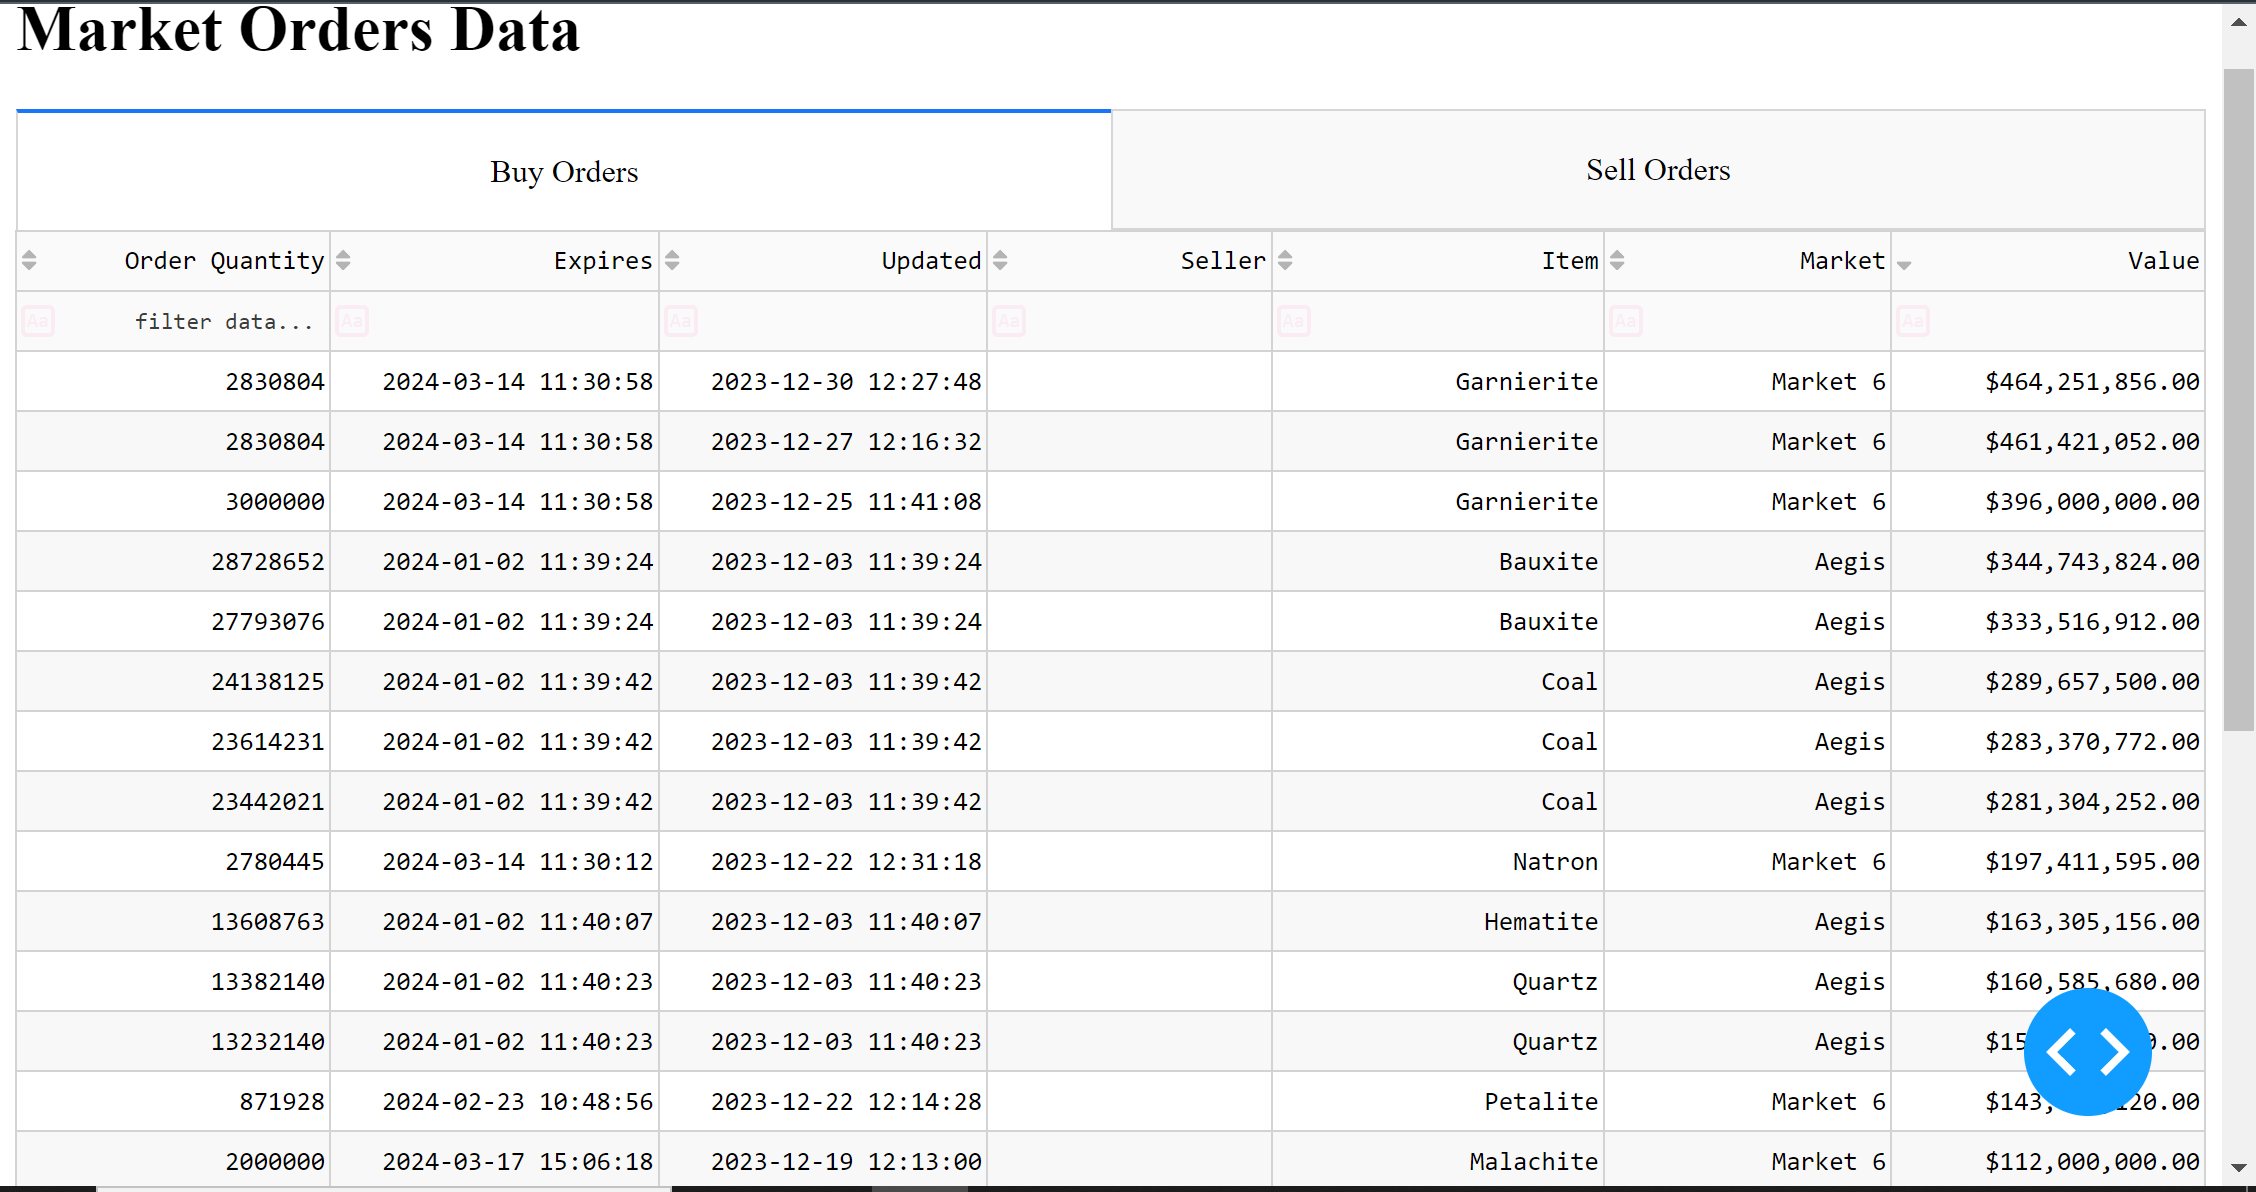 Market Orders Data
Buy Orders Sell Orders
Order Quantity Expires Updated Seller Item Market Value
Aa filter data... Aa Aa Aa Aa Aa Aa
2830804 2024-03-14 11:30:58 2023-12-30 12:27:48 Garnierite Market 6 $464,251,856.00
2830804 2024-03-14 11:30:58 2023-12-27 12:16:32 Garnierite Market 6 $461,421,052.00
3000000 2024-03-14 11:30:58 2023-12-25 11:41:08 Garnierite Market 6 $396,000,000.00
28728652 2024-01-02 11:39:24 2023-12-03 11:39:24 Bauxite Aegis $344,743,824.00
27793076 2024-01-02 11:39:24 2023-12-03 11:39:24 Bauxite Aegis $333,516,912.00
24138125 2024-01-02 11:39:42 2023-12-03 11:39:42 Coal Aegis $289,657,500.00
23614231 2024-01-02 11:39:42 2023-12-03 11:39:42 Coal Aegis $283,370,772.00
23442021 2024-01-02 11:39:42 2023-12-03 11:39:42 Coal Aegis $281,304,252.00
2780445 2024-03-14 11:30:12 2023-12-22 12:31:18 Natron Market 6 $197,411,595.00
13608763 2024-01-02 11:40:07 2023-12-03 11:40:07 Hematite Aegis $163,305,156.00
13382140 2024-01-02 11:40:23 2023-12-03 11:40:23 Quartz Aegis $160,585,680.00
13232140 2024-01-02 11:40:23 2023-12-03 11:40:23 Quartz Aegis
871928 2024-02-23 10:48:56 2023-12-22 12:14:28 Petalite Market 6
2000000 2024-03-17 15:06:18 2023-12-19 12:13:00 Malachite Market 6 $112,000,000.00